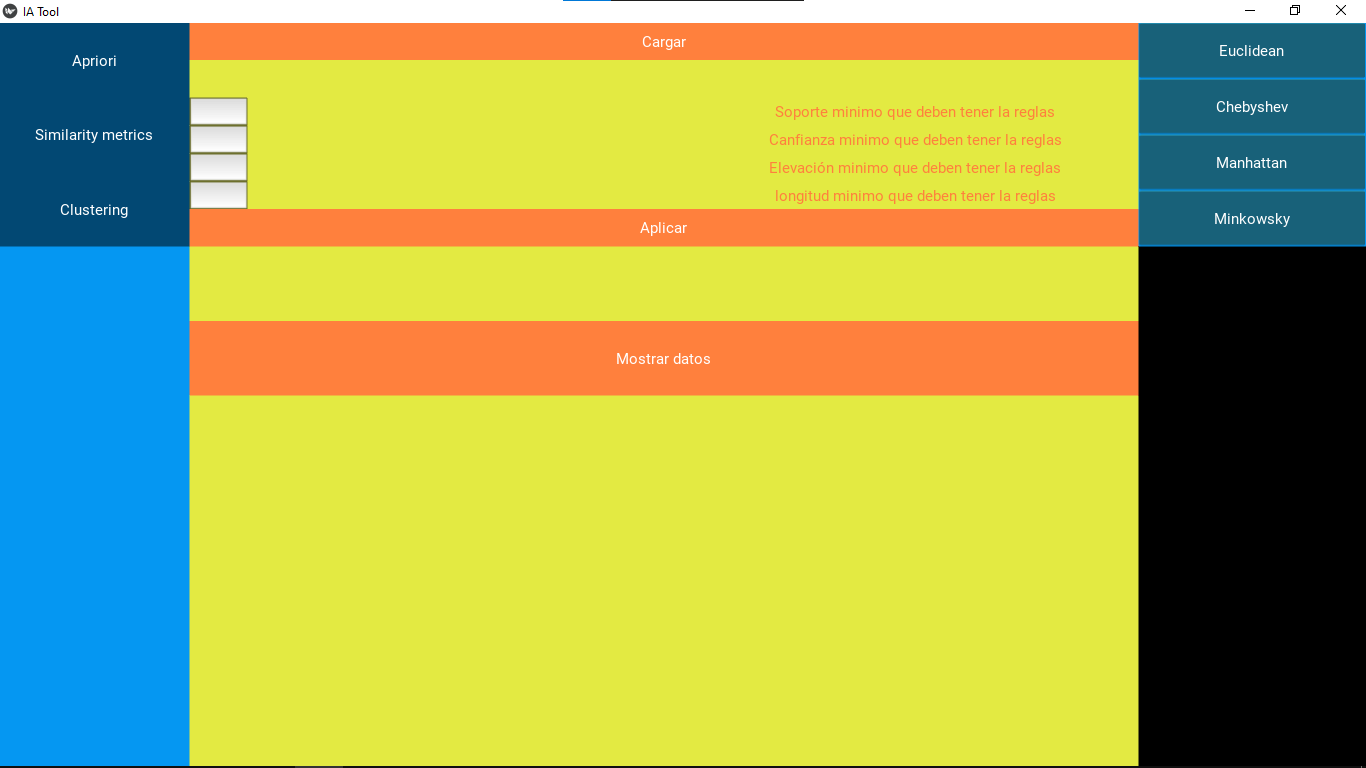 IA Tool
Apriori
Similarity metrics
Clustering
Cargar
Soporte minimo que deben tener la reglas
Canfianza minimo que deben tener la reglas
Elevación minimo que deben tener la reglas
longitud minimo que deben tener la reglas
Aplicar
Mostrar datos
Euclidean
Chebyshev
Manhattan
Minkowsky